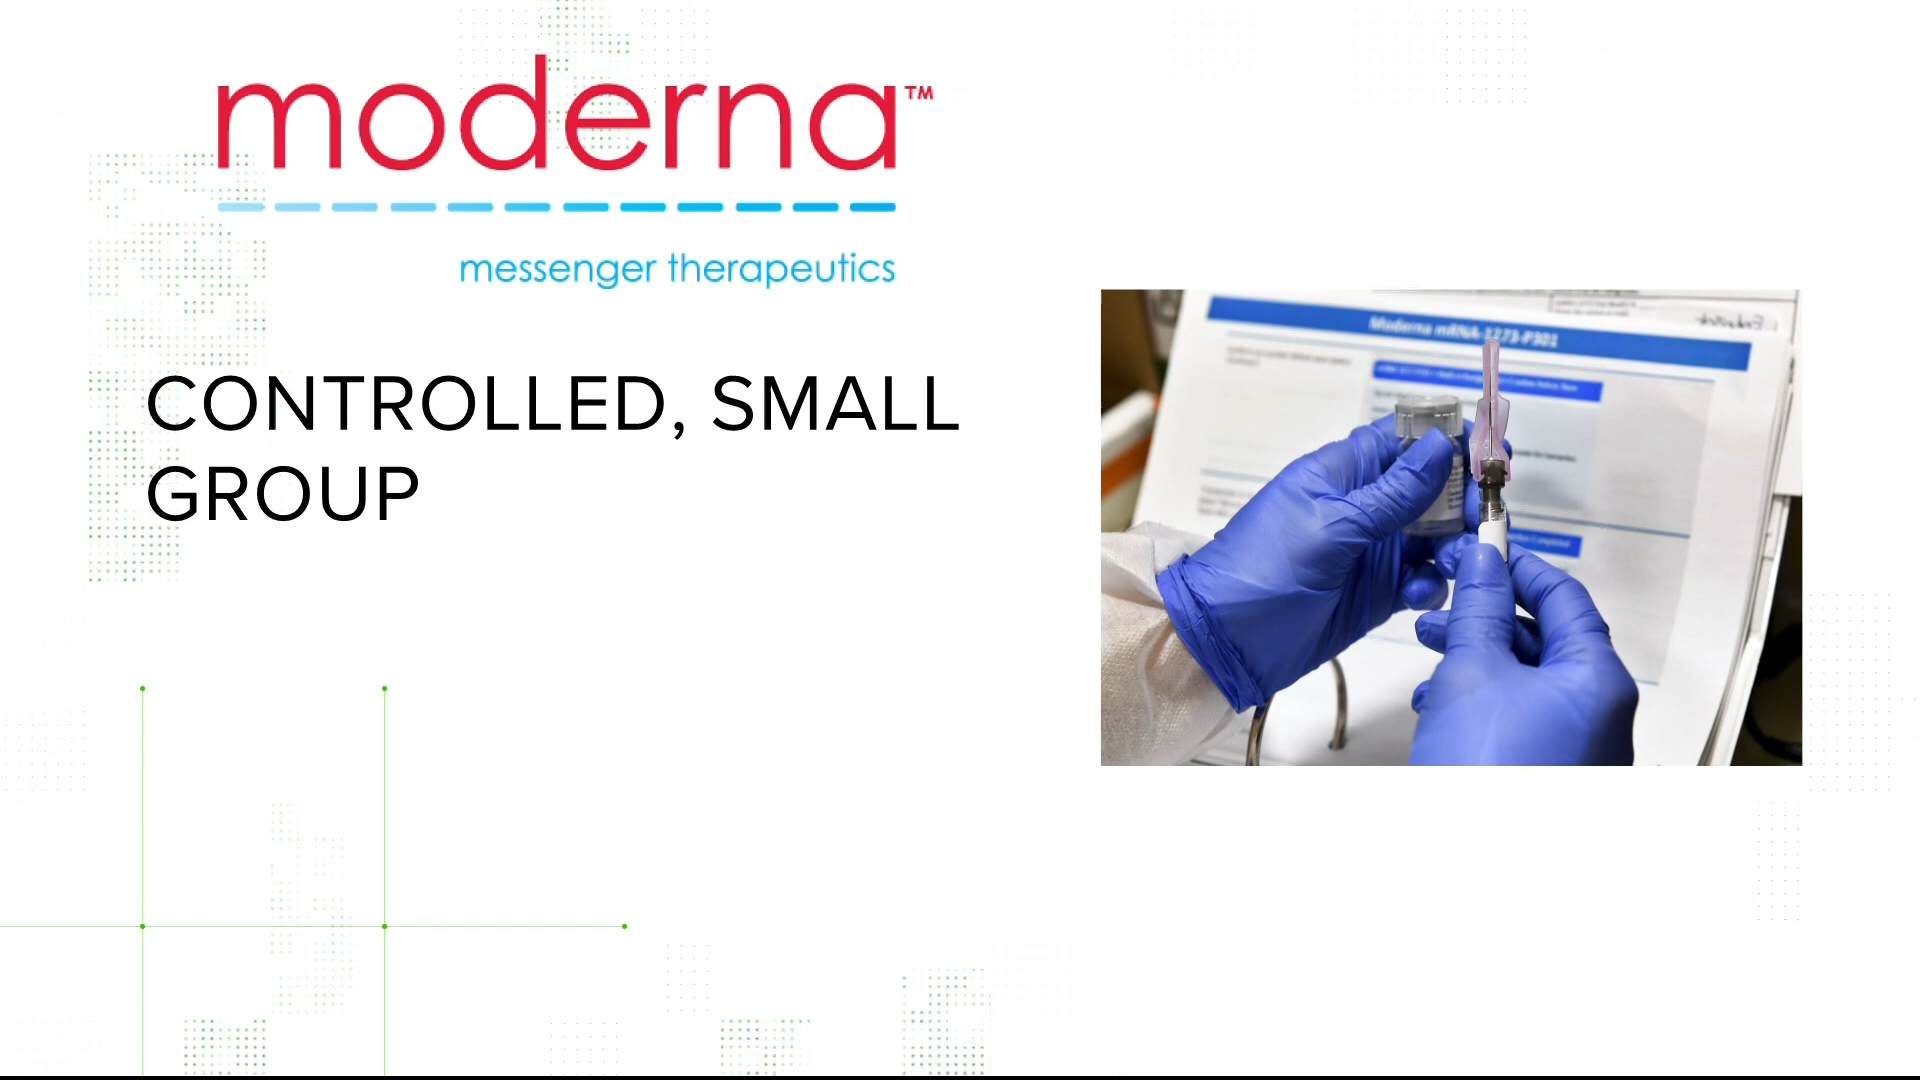 moderna™
messenger therapeutics
CONTROLLED, SMALL
GROUP
Moderna mRNA-1273-P301